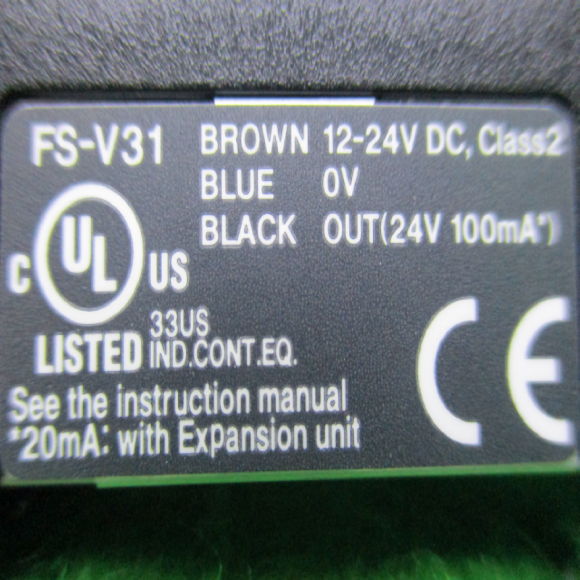 FS-V31
BROWN 12-24V DC, Class2
BLUE 0V
BLACK OUT(24V 100mA*)
C UL US
LISTED 33US IND.CONT.EQ.
CE
See the instruction manual
*20mA: with Expansion unit